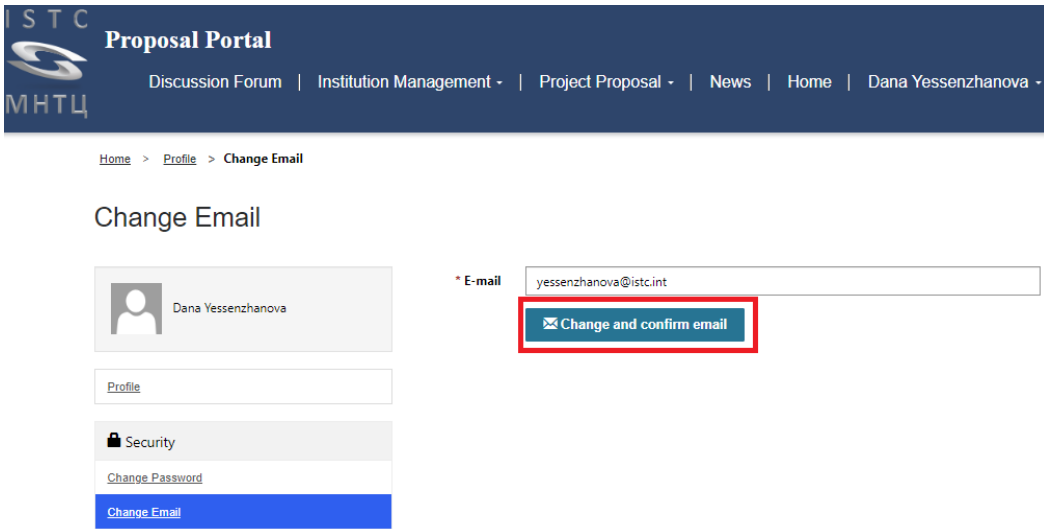 ISTC
МНТЦ
Proposal Portal
Discussion Forum | Institution Management - | Project Proposal - | News | Home | Dana Yessenzhanova -
Home > Profile > Change Email
Change Email
Dana Yessenzhanova
* E-mail yessenzhanova@istc.int
Change and confirm email
Profile
Security
Change Password
Change Email